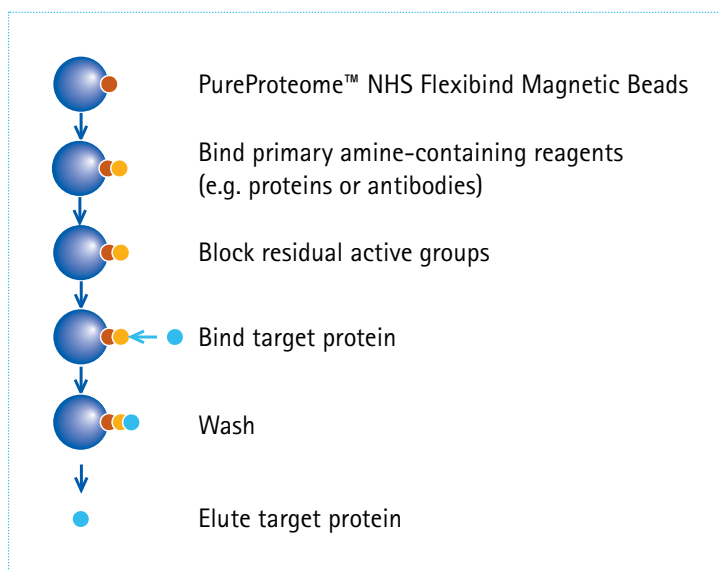 PureProteome™ NHS Flexibind Magnetic Beads
Bind primary amine-containing reagents
(e.g. proteins or antibodies)
Block residual active groups
Bind target protein
Wash
Elute target protein